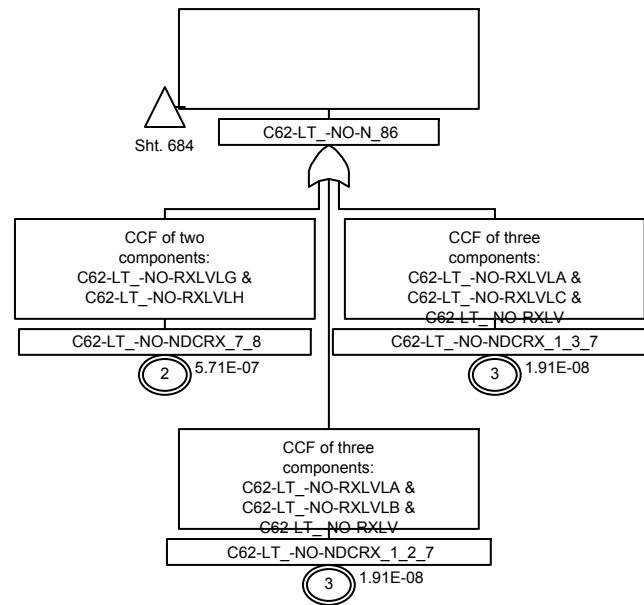 Sht. 684
C62-LT_-NO-N_86
CCF of two
components:
C62-LT_-NO-RXLVLG &
C62-LT_-NO-RXLVLH
C62-LT_-NO-NDCRX_7_8
2
5.71E-07
CCF of three
components:
C62-LT_-NO-RXLVLA &
C62-LT_-NO-RXLVLC &
C62-LT_-NO-RXLV
C62-LT_-NO-NDCRX_1_3_7
3
1.91E-08
CCF of three
components:
C62-LT_-NO-RXLVLA &
C62-LT_-NO-RXLVLB &
C62-LT_-NO-RXLV
C62-LT_-NO-NDCRX_1_2_7
3
1.91E-08